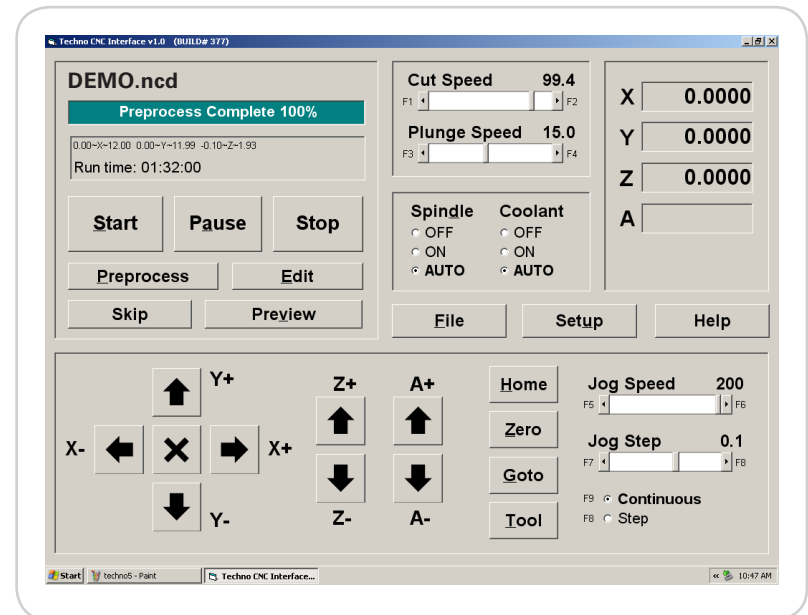 Techno CNC Interface v1.0 (BUILD# 377)
DEMO.ncd
Preprocess Complete 100%
0.00~X~12.00 0.00~Y~11.99 -0.10~Z~1.93
Run time: 01:32:00
Start Pause Stop
Preprocess Edit
Skip Preview
Cut Speed 99.4
F1 F2
Plunge Speed 15.0
F3 F4
Spindle Coolant
OFF OFF
ON ON
AUTO AUTO
X 0.0000
Y 0.0000
Z 0.0000
A
File Setup Help
Y+
X- X+
Y-
Z+ A+
Z- A-
Home
Zero
Goto
Tool
Jog Speed 200
F5 F6
Jog Step 0.1
F7 F8
F9 Continuous
F8 Step
Start techno5 - Paint Techno CNC Interface... « 10:47 AM